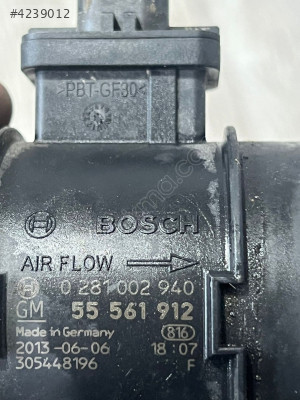 #4239012
>PBT-GF30<
BOSCH
AIR FLOW
0 281 002 940
GM 55 561 912
Made in Germany 816
2013-06-06 18:07
305448196 F